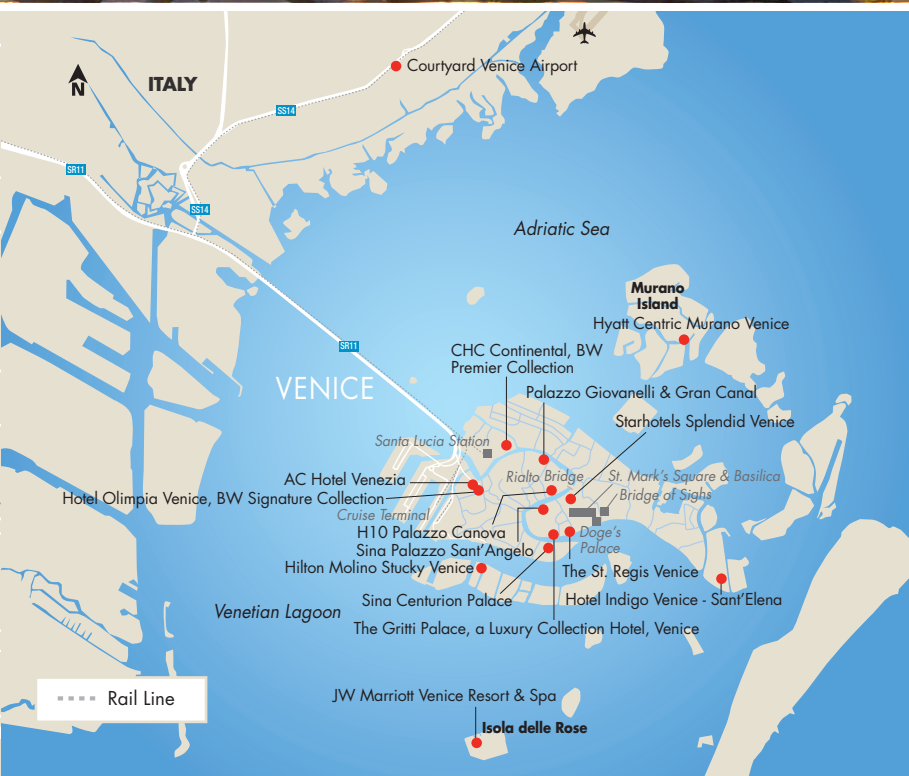 Courtyard Venice Airport
N
ITALY
SS14
SR11
SS14
Adriatic Sea
Murano
Island
Hyatt Centric Murano Venice
SR11
CHC Continental, BW
Premier Collection
VENICE
Palazzo Giovanelli & Gran Canal
Starhotels Splendid Venice
Santa Lucia Station
Rialto Bridge
St. Mark's Square & Basilica
AC Hotel Venezia
Bridge of Sighs
Hotel Olimpia Venice, BW Signature Collection
Cruise Terminal
H10 Palazzo Canova
Doge's
Palace
Sina Palazzo Sant'Angelo
Hilton Molino Stucky Venice
The St. Regis Venice
Sina Centurion Palace
Hotel Indigo Venice - Sant'Elena
Venetian Lagoon
The Gritti Palace, a Luxury Collection Hotel, Venice
Rail Line
JW Marriott Venice Resort & Spa
Isola delle Rose